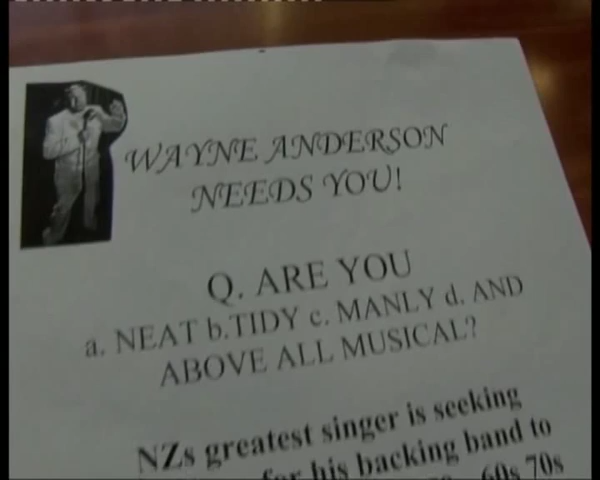 WAYNE ANDERSON
NEEDS YOU!
Q. ARE YOU
a. NEAT b.TIDY c. MANLY d. AND
ABOVE ALL MUSICAL?
NZs greatest singer is seeking
for his backing band to
60s 70s